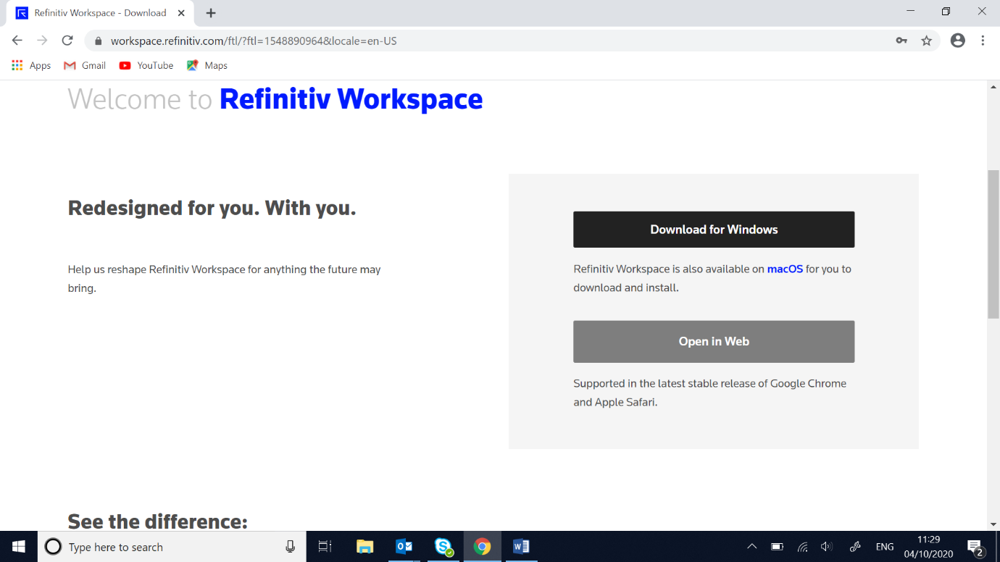 Refinitiv Workspace - Download
workspace.refinitiv.com/ftl/?ftl=1548890964&locale=en-US
Apps Gmail YouTube Maps
Welcome to Refinitiv Workspace
Redesigned for you. With you.
Help us reshape Refinitiv Workspace for anything the future may
bring.
Download for Windows
Refinitiv Workspace is also available on macOS for you to
download and install.
Open in Web
Supported in the latest stable release of Google Chrome
and Apple Safari.
See the difference:
Type here to search
ENG
11:29
04/10/2020
2